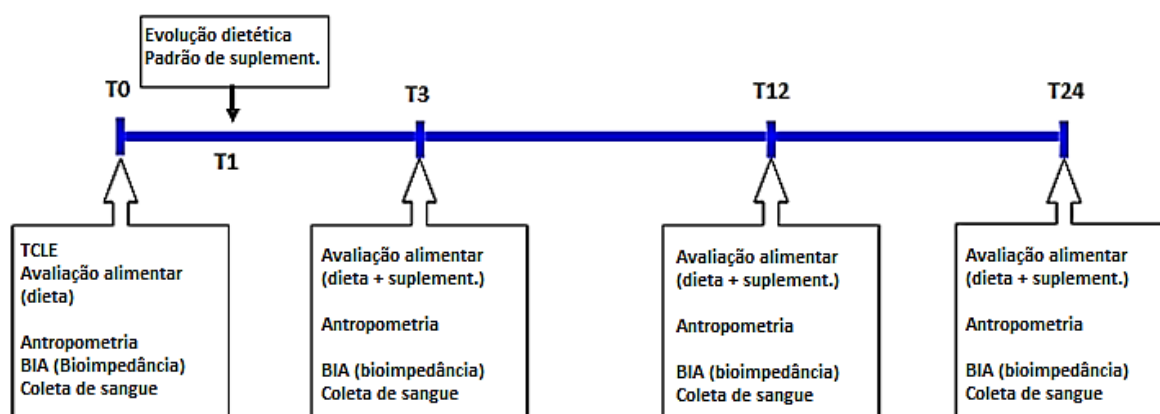 Evolução dietética
Padrão de suplement.
T0
T3
T12
T24
T1
TCLE
Avaliação alimentar
(dieta)
Antropometria
BIA (Bioimpedância)
Coleta de sangue
Avaliação alimentar
(dieta + suplement.)
Antropometria
BIA (bioimpedância)
Coleta de sangue
Avaliação alimentar
(dieta + suplement.)
Antropometria
BIA (bioimpedância)
Coleta de sangue
Avaliação alimentar
(dieta + suplement.)
Antropometria
BIA (bioimpedância)
Coleta de sangue